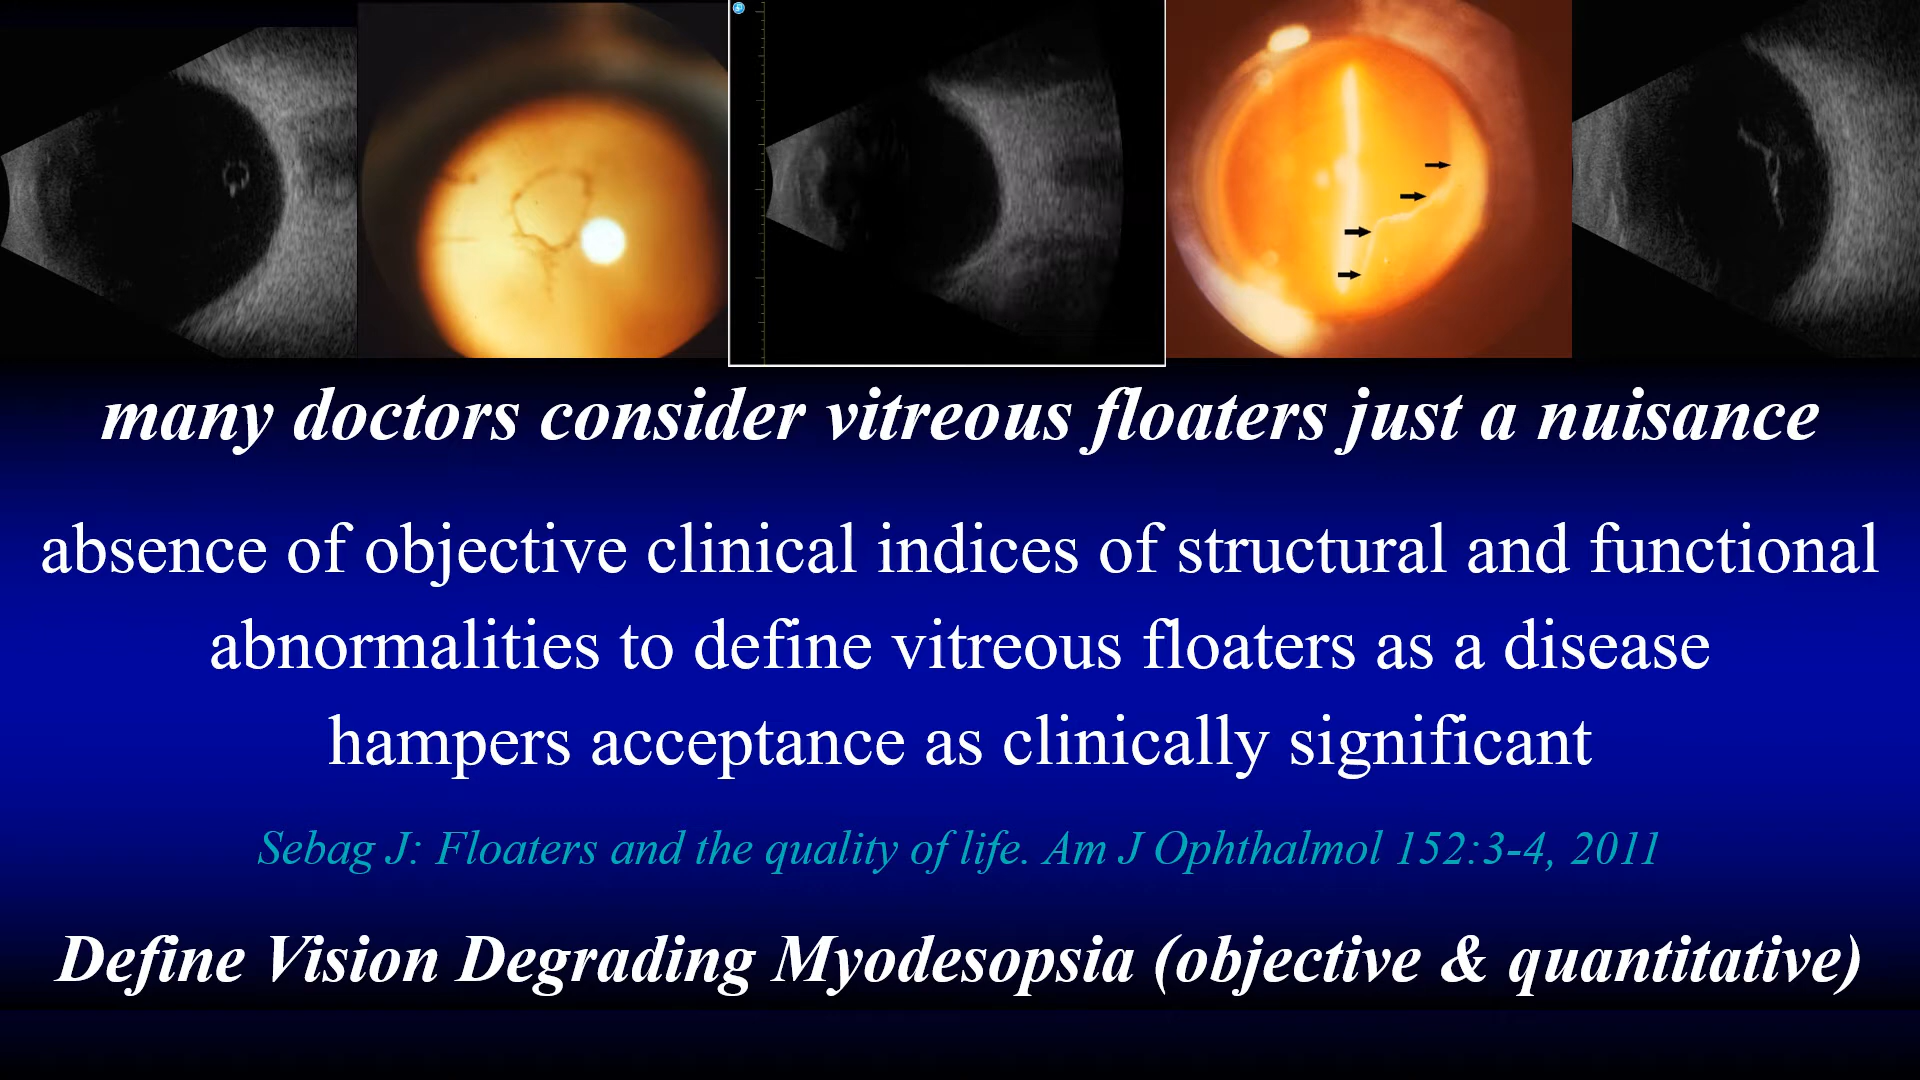 many doctors consider vitreous floaters just a nuisance
absence of objective clinical indices of structural and functional
abnormalities to define vitreous floaters as a disease
hampers acceptance as clinically significant
Sebag J: Floaters and the quality of life. Am J Ophthalmol 152:3-4, 2011
Define Vision Degrading Myodesopsia (objective & quantitative)